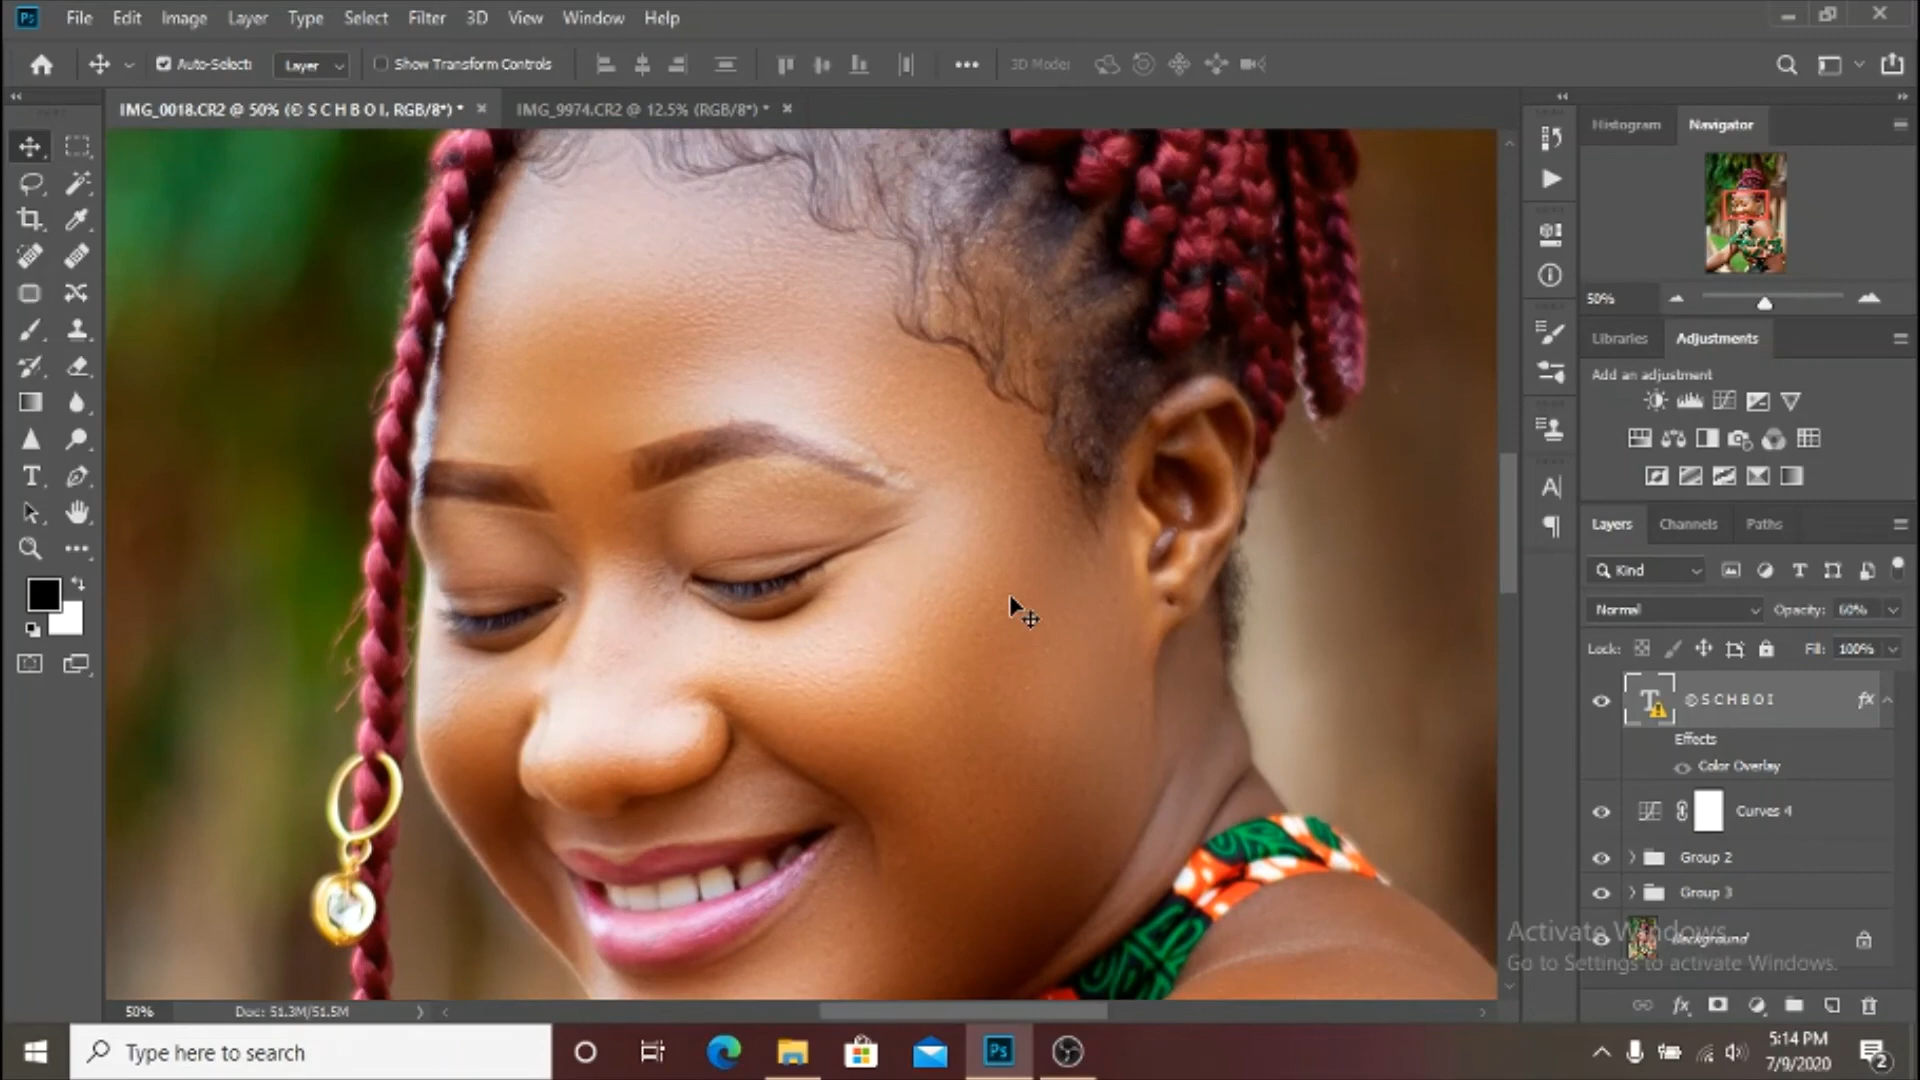 Ps File Edit Image Layer Type Select Filter 3D View Window Help
Auto-Select: Layer Show Transform Controls 3D Mode:
IMG_0018.CR2 @ 50% (© S C H B O I, RGB/8*) * IMG_9974.CR2 @ 12.5% (RGB/8*) *
Histogram Navigator
50%
Libraries Adjustments
Add an adjustment
Layers Channels Paths
Kind
Normal Opacity: 60%
Lock: Fill: 100%
© S C H B O I fx
Effects
Color Overlay
Curves 4
Group 2
Group 3
Background
Activate Windows
Go to Settings to activate Windows.
50% Doc: 51.3M/51.5M
Type here to search
Ps
5:14 PM
7/9/2020
2